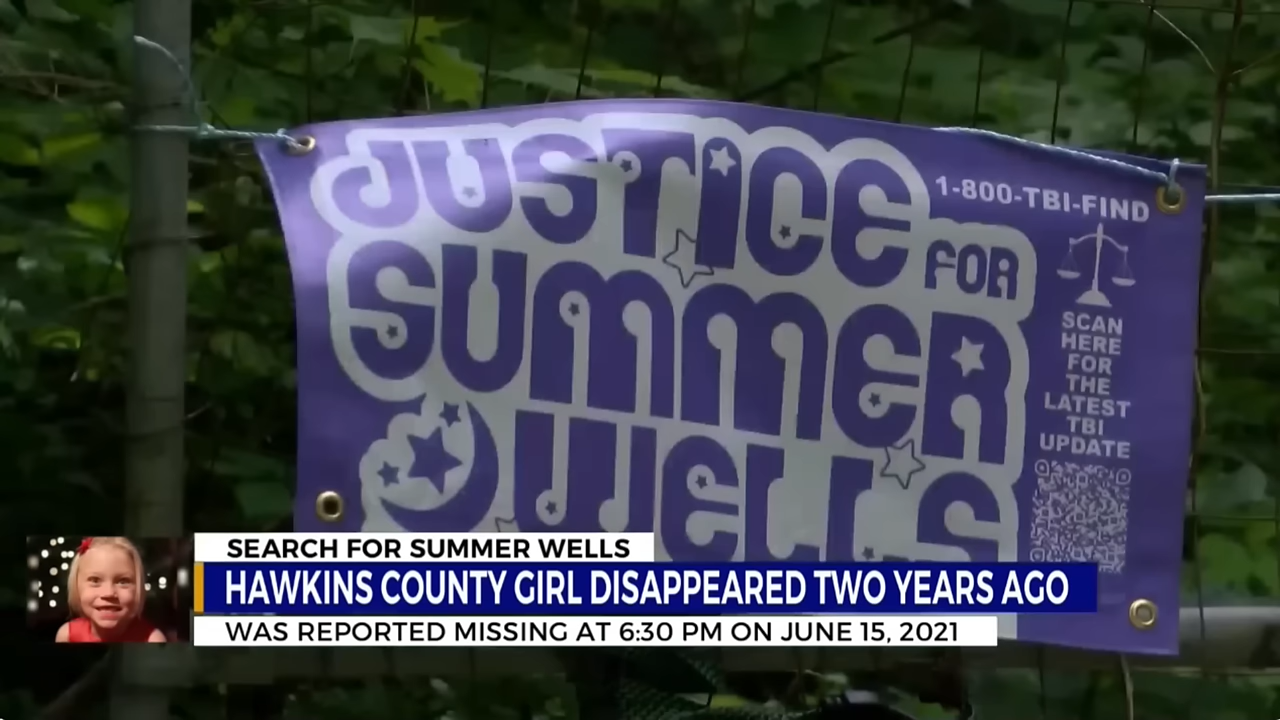 JUSTICE
FOR
SUMMER
WELLS
1-800-TBI-FIND
SCAN
HERE
FOR
THE
LATEST
TBI
UPDATE
SEARCH FOR SUMMER WELLS
HAWKINS COUNTY GIRL DISAPPEARED TWO YEARS AGO
WAS REPORTED MISSING AT 6:30 PM ON JUNE 15, 2021